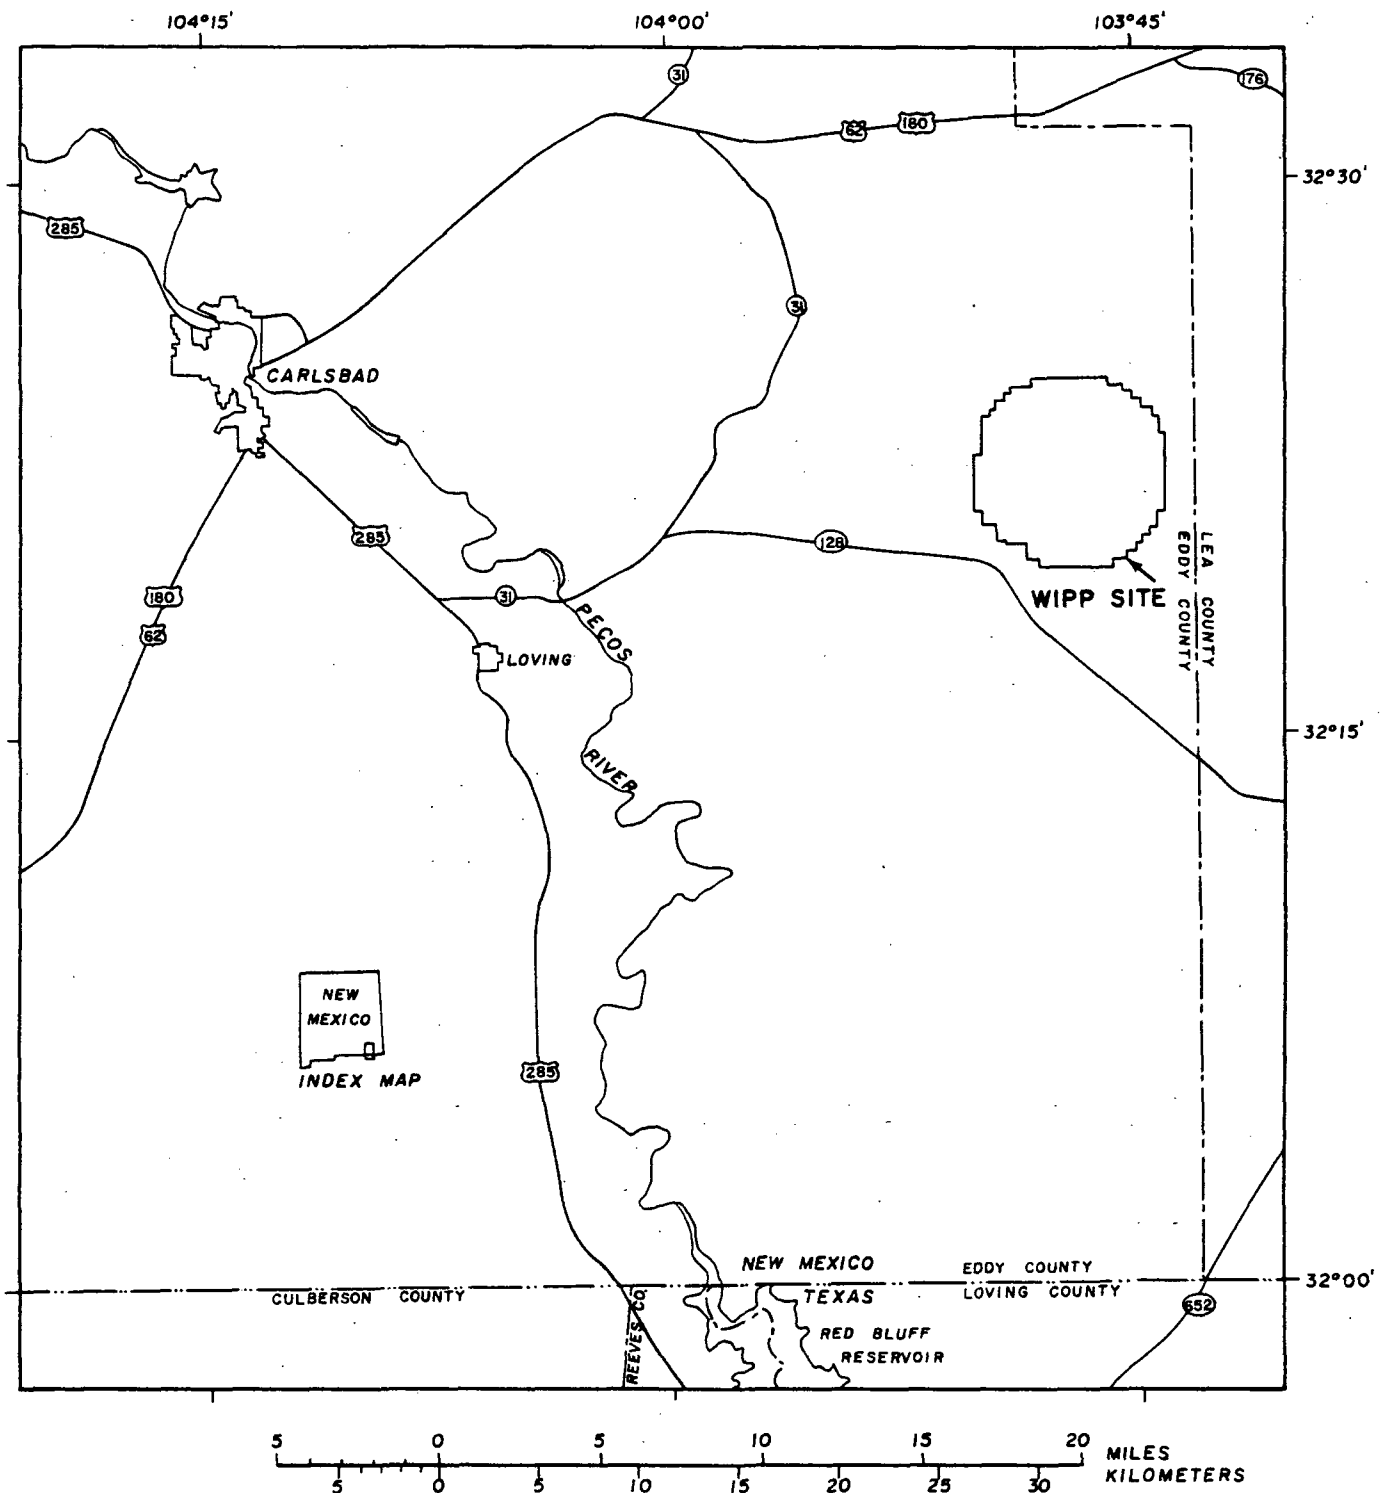 104°15' 104°00' 103°45'
31
176
62 180
32°30'
285
31
CARLSBAD
285
128
LEA COUNTY
EDDY COUNTY
180
31
WIPP SITE
PECOS
62
LOVING
32°15'
RIVER
NEW
MEXICO
285
INDEX MAP
NEW MEXICO EDDY COUNTY
32°00'
CULBERSON COUNTY TEXAS LOVING COUNTY
652
REEVES CO.
RED BLUFF
RESERVOIR
5 0 5 10 15 20 MILES
5 0 5 10 15 20 25 30 KILOMETERS